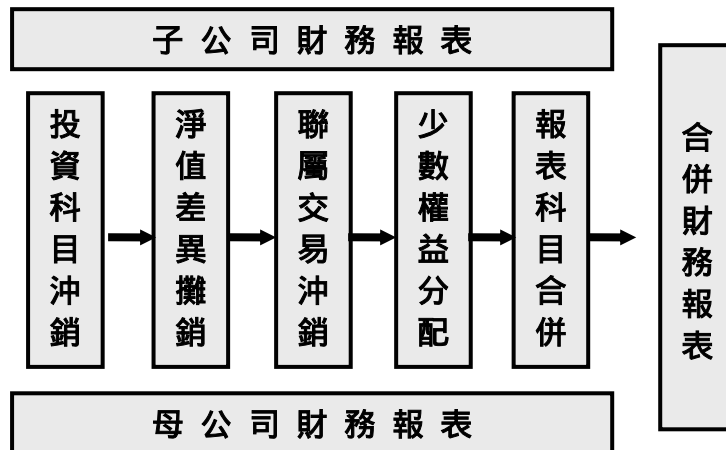 子公司財務報表
投資科目沖銷
淨值差異攤銷
聯屬交易沖銷
少數權益分配
報表科目合併
合併財務報表
母公司財務報表